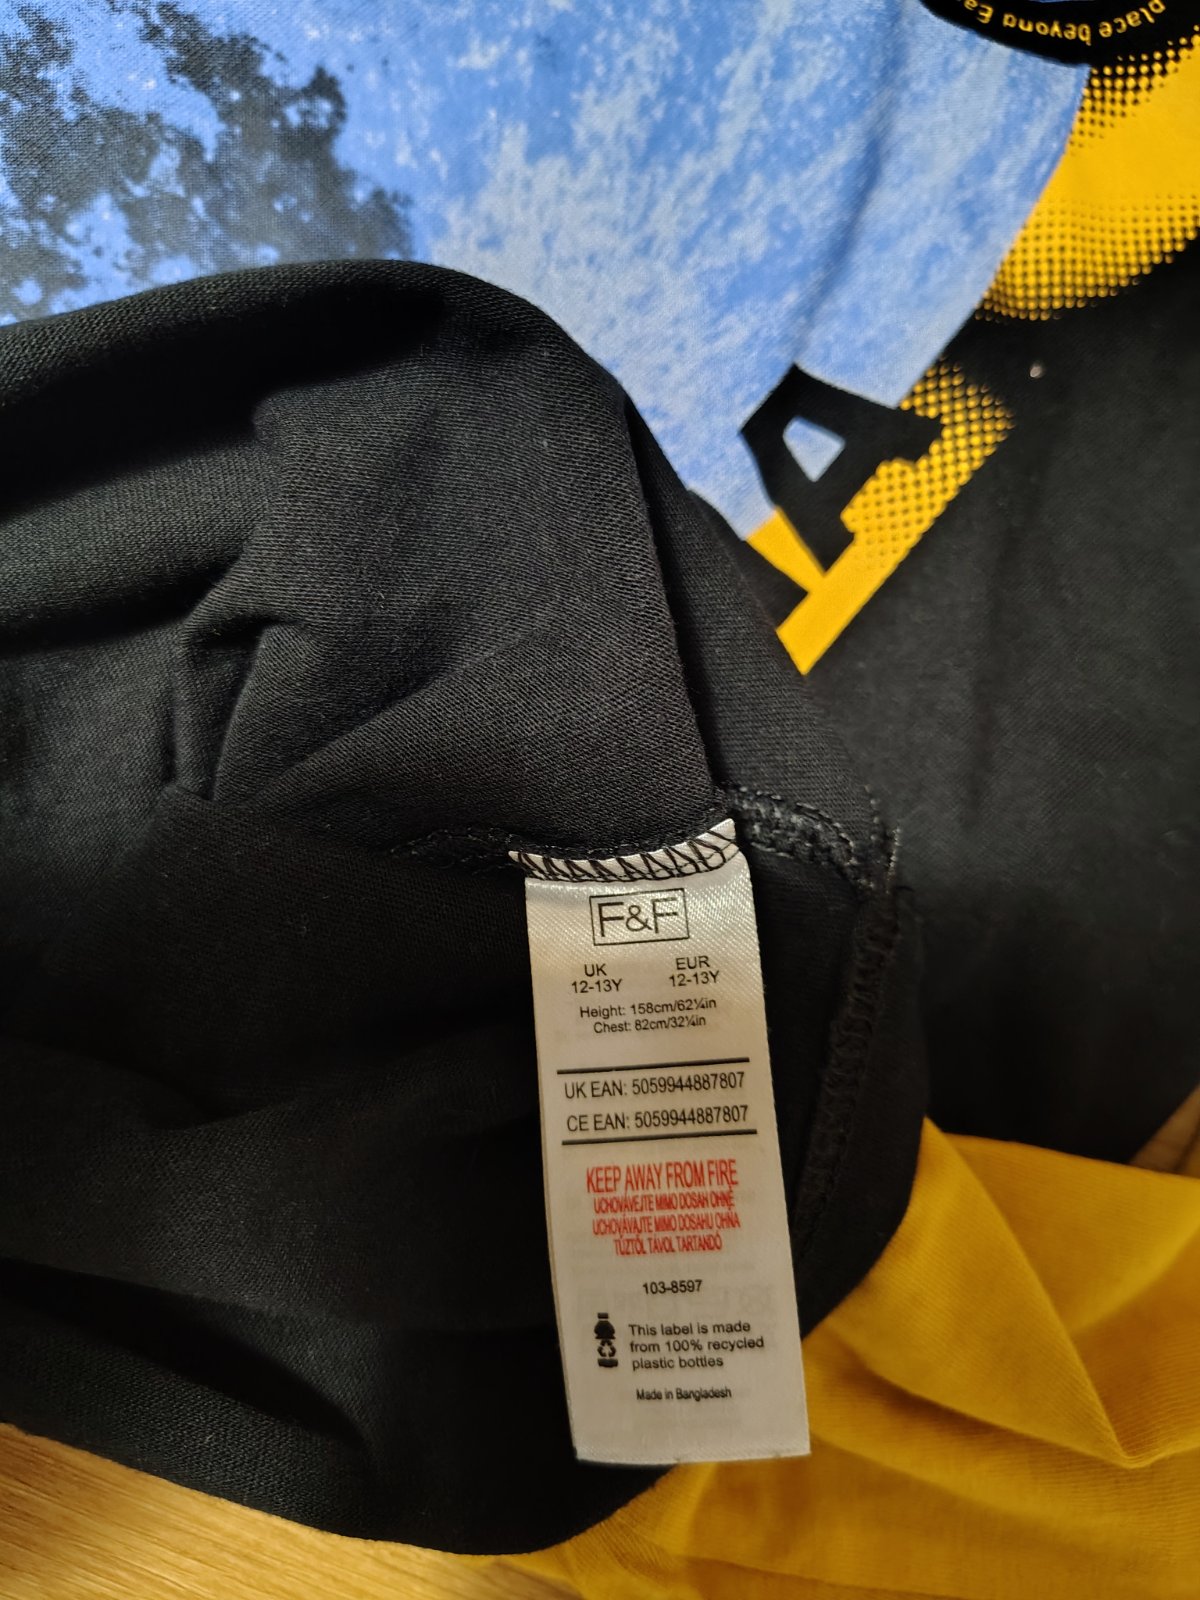 place beyond Ea
A
F&F
UK EUR
12-13Y 12-13Y
Height: 158cm/62¼in
Chest: 82cm/32¼in
UK EAN: 5059944887807
CE EAN: 5059944887807
KEEP AWAY FROM FIRE
UCHOVÁVEJTE MIMO DOSAH OHNĚ
UCHOVÁVAJTE MIMO DOSAHU OHŇA
TŰZTŐL TÁVOL TARTANDÓ
103-8597
This label is made
from 100% recycled
plastic bottles
Made in Bangladesh